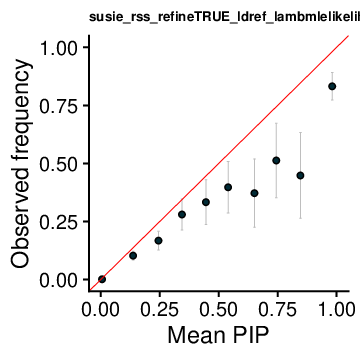 susie_rss_refineTRUE_ldref_lambmlelikelil
1.00
0.75
0.50
0.25
0.00
Observed frequency
0.00 0.25 0.50 0.75 1.00
Mean PIP